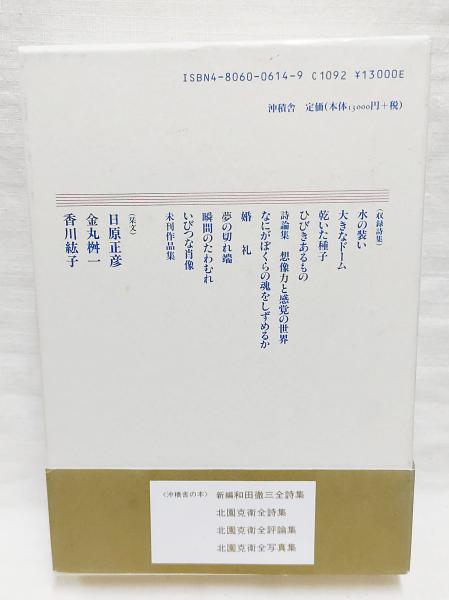 ISBN4-8060-0614-9 C1092 ¥13000E
沖積舎 定価(本体13000円+税)
〈収録詩集〉
水の装い
大きなドーム
乾いた種子
ひびきあるもの
詩論集 想像力と感覚の世界
なにがぼくらの魂をしずめるか
婚礼
夢の切れ端
瞬間のたわむれ
いびつな肖像
未刊作品集
〈栞文〉
日原正彦
金丸桝一
香川紘子
〈沖積舎の本〉 新編和田徹三全詩集
北園克衛全詩集
北園克衛全評論集
北園克衛全写真集